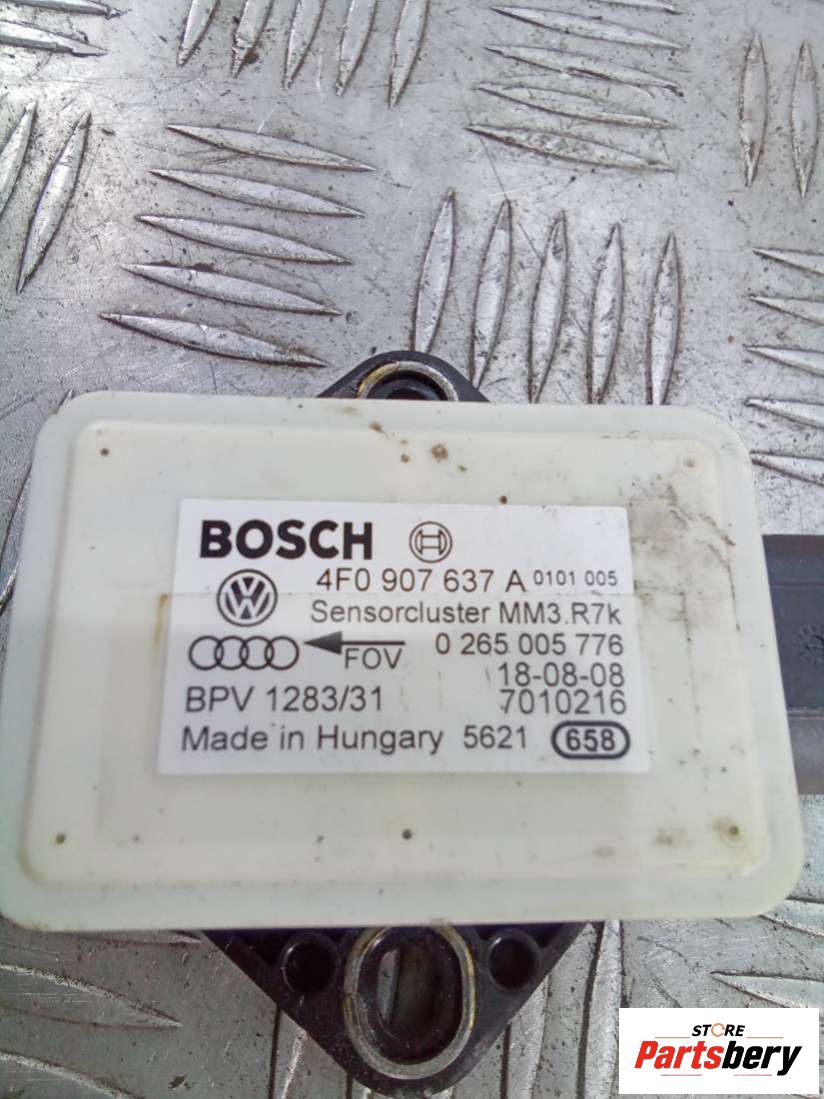 BOSCH
4F0 907 637 A 0101 005
Sensorcluster MM3.R7k
FOV 0 265 005 776
18-08-08
BPV 1283/31 7010216
Made in Hungary 5621 658
STORE
Partsbery